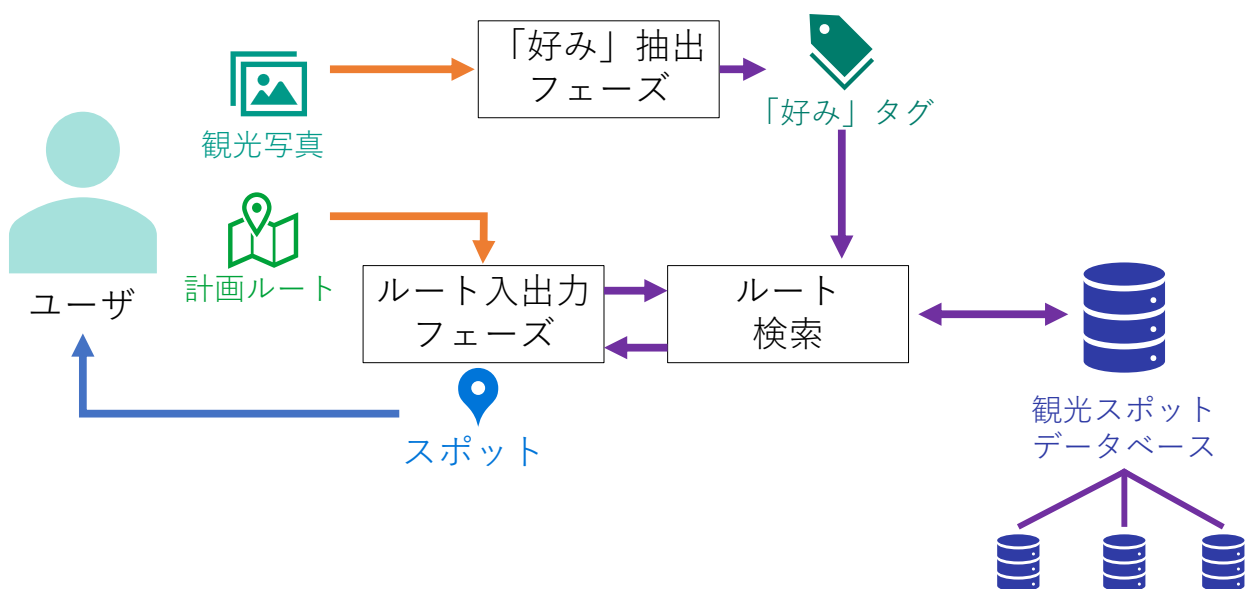 「好み」抽出
フェーズ
「好み」タグ
観光写真
計画ルート
ユーザ
ルート入出力
フェーズ
ルート
検索
スポット
観光スポット
データベース